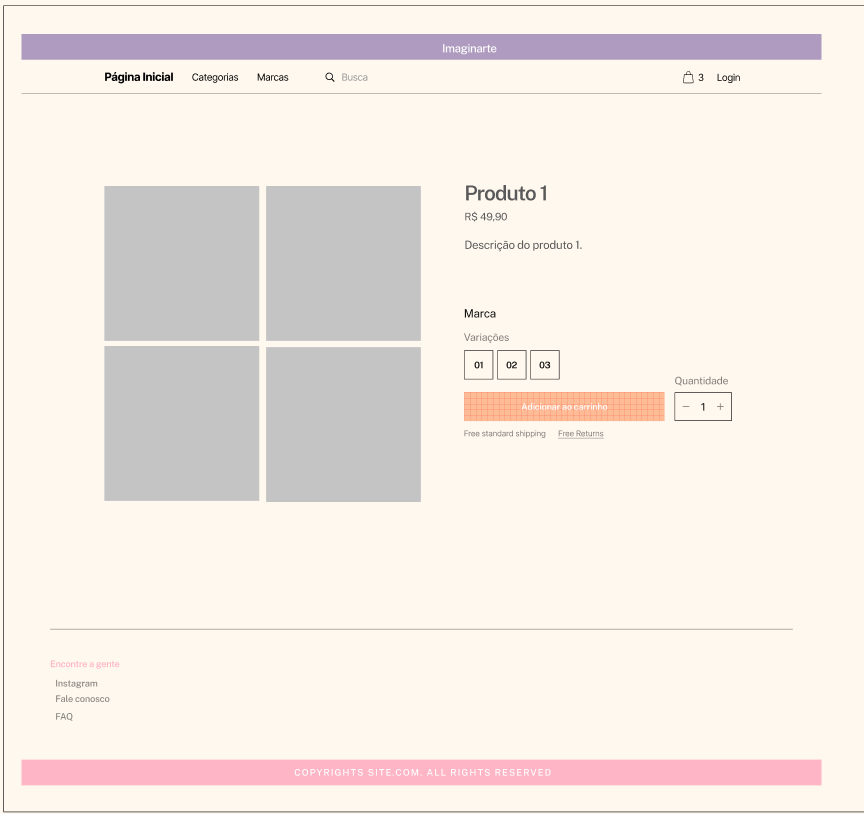 Imaginarte
Página Inicial Categorias Marcas Busca 3 Login
Produto 1
R$ 49,90
Descrição do produto 1.
Marca
Variações
01 02 03
Quantidade
Adicionar ao carrinho
— 1 +
Free standard shipping Free Returns
Encontre a gente
Instagram
Fale conosco
FAQ
COPYRIGHTS SITE.COM. ALL RIGHTS RESERVED